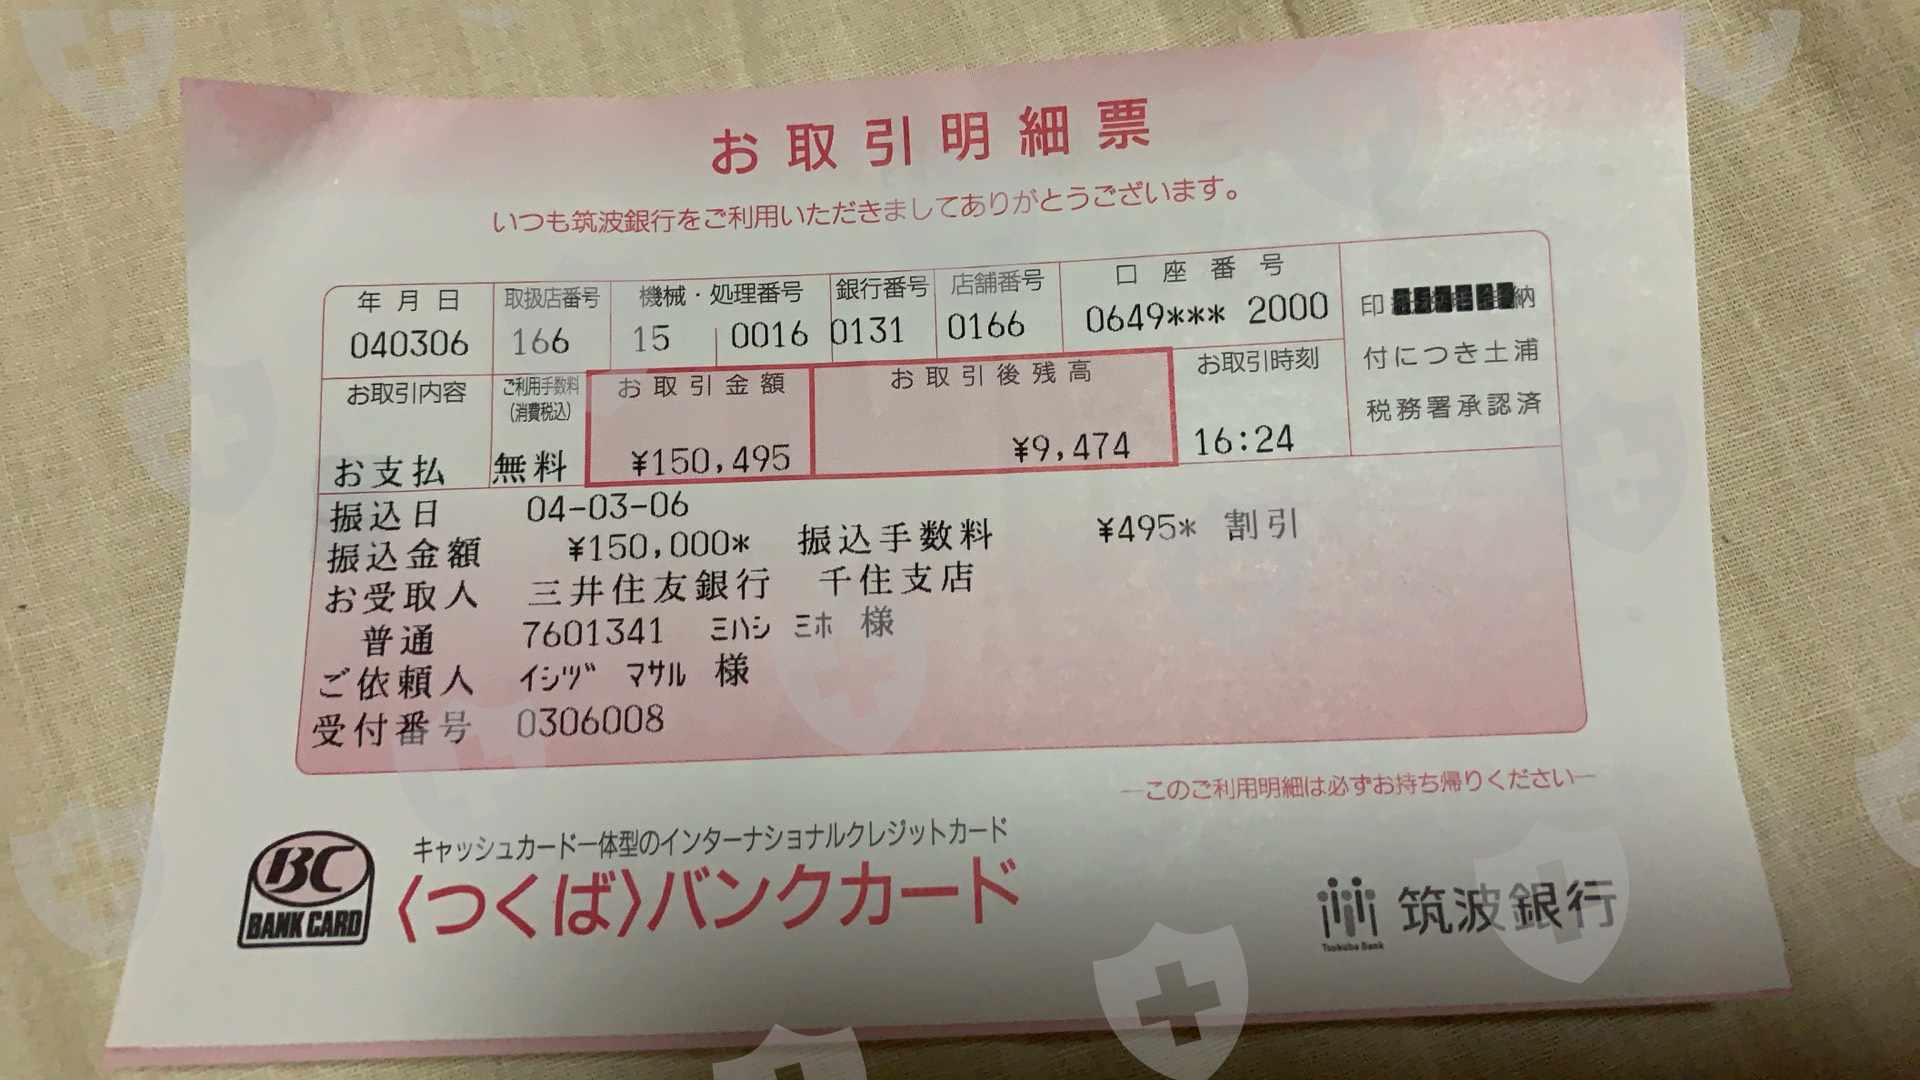 お取引明細票
いつも筑波銀行をご利用いただきましてありがとうございます。
年月日 取扱店番号 機械・処理番号 銀行番号 店舗番号 口座番号
040306 166 15 0016 0131 0166 0649*** 2000
印 納
付につき土浦
税務署承認済
お取引内容 ご利用手数料 お取引金額 お取引後残高 お取引時刻
(消費税込)
お支払 無料 ¥150,495 ¥9,474 16:24
振込日 04-03-06
振込金額 ¥150,000* 振込手数料 ¥495* 割引
お受取人 三井住友銀行 千住支店
普通 7601341 ミハシ ミホ 様
ご依頼人 イシヅ マサル 様
受付番号 0306008
―このご利用明細は必ずお持ち帰りください―
BC
BANK CARD
キャッシュカード一体型のインターナショナルクレジットカード
〈つくば〉バンクカード
Tsukuba Bank
筑波銀行